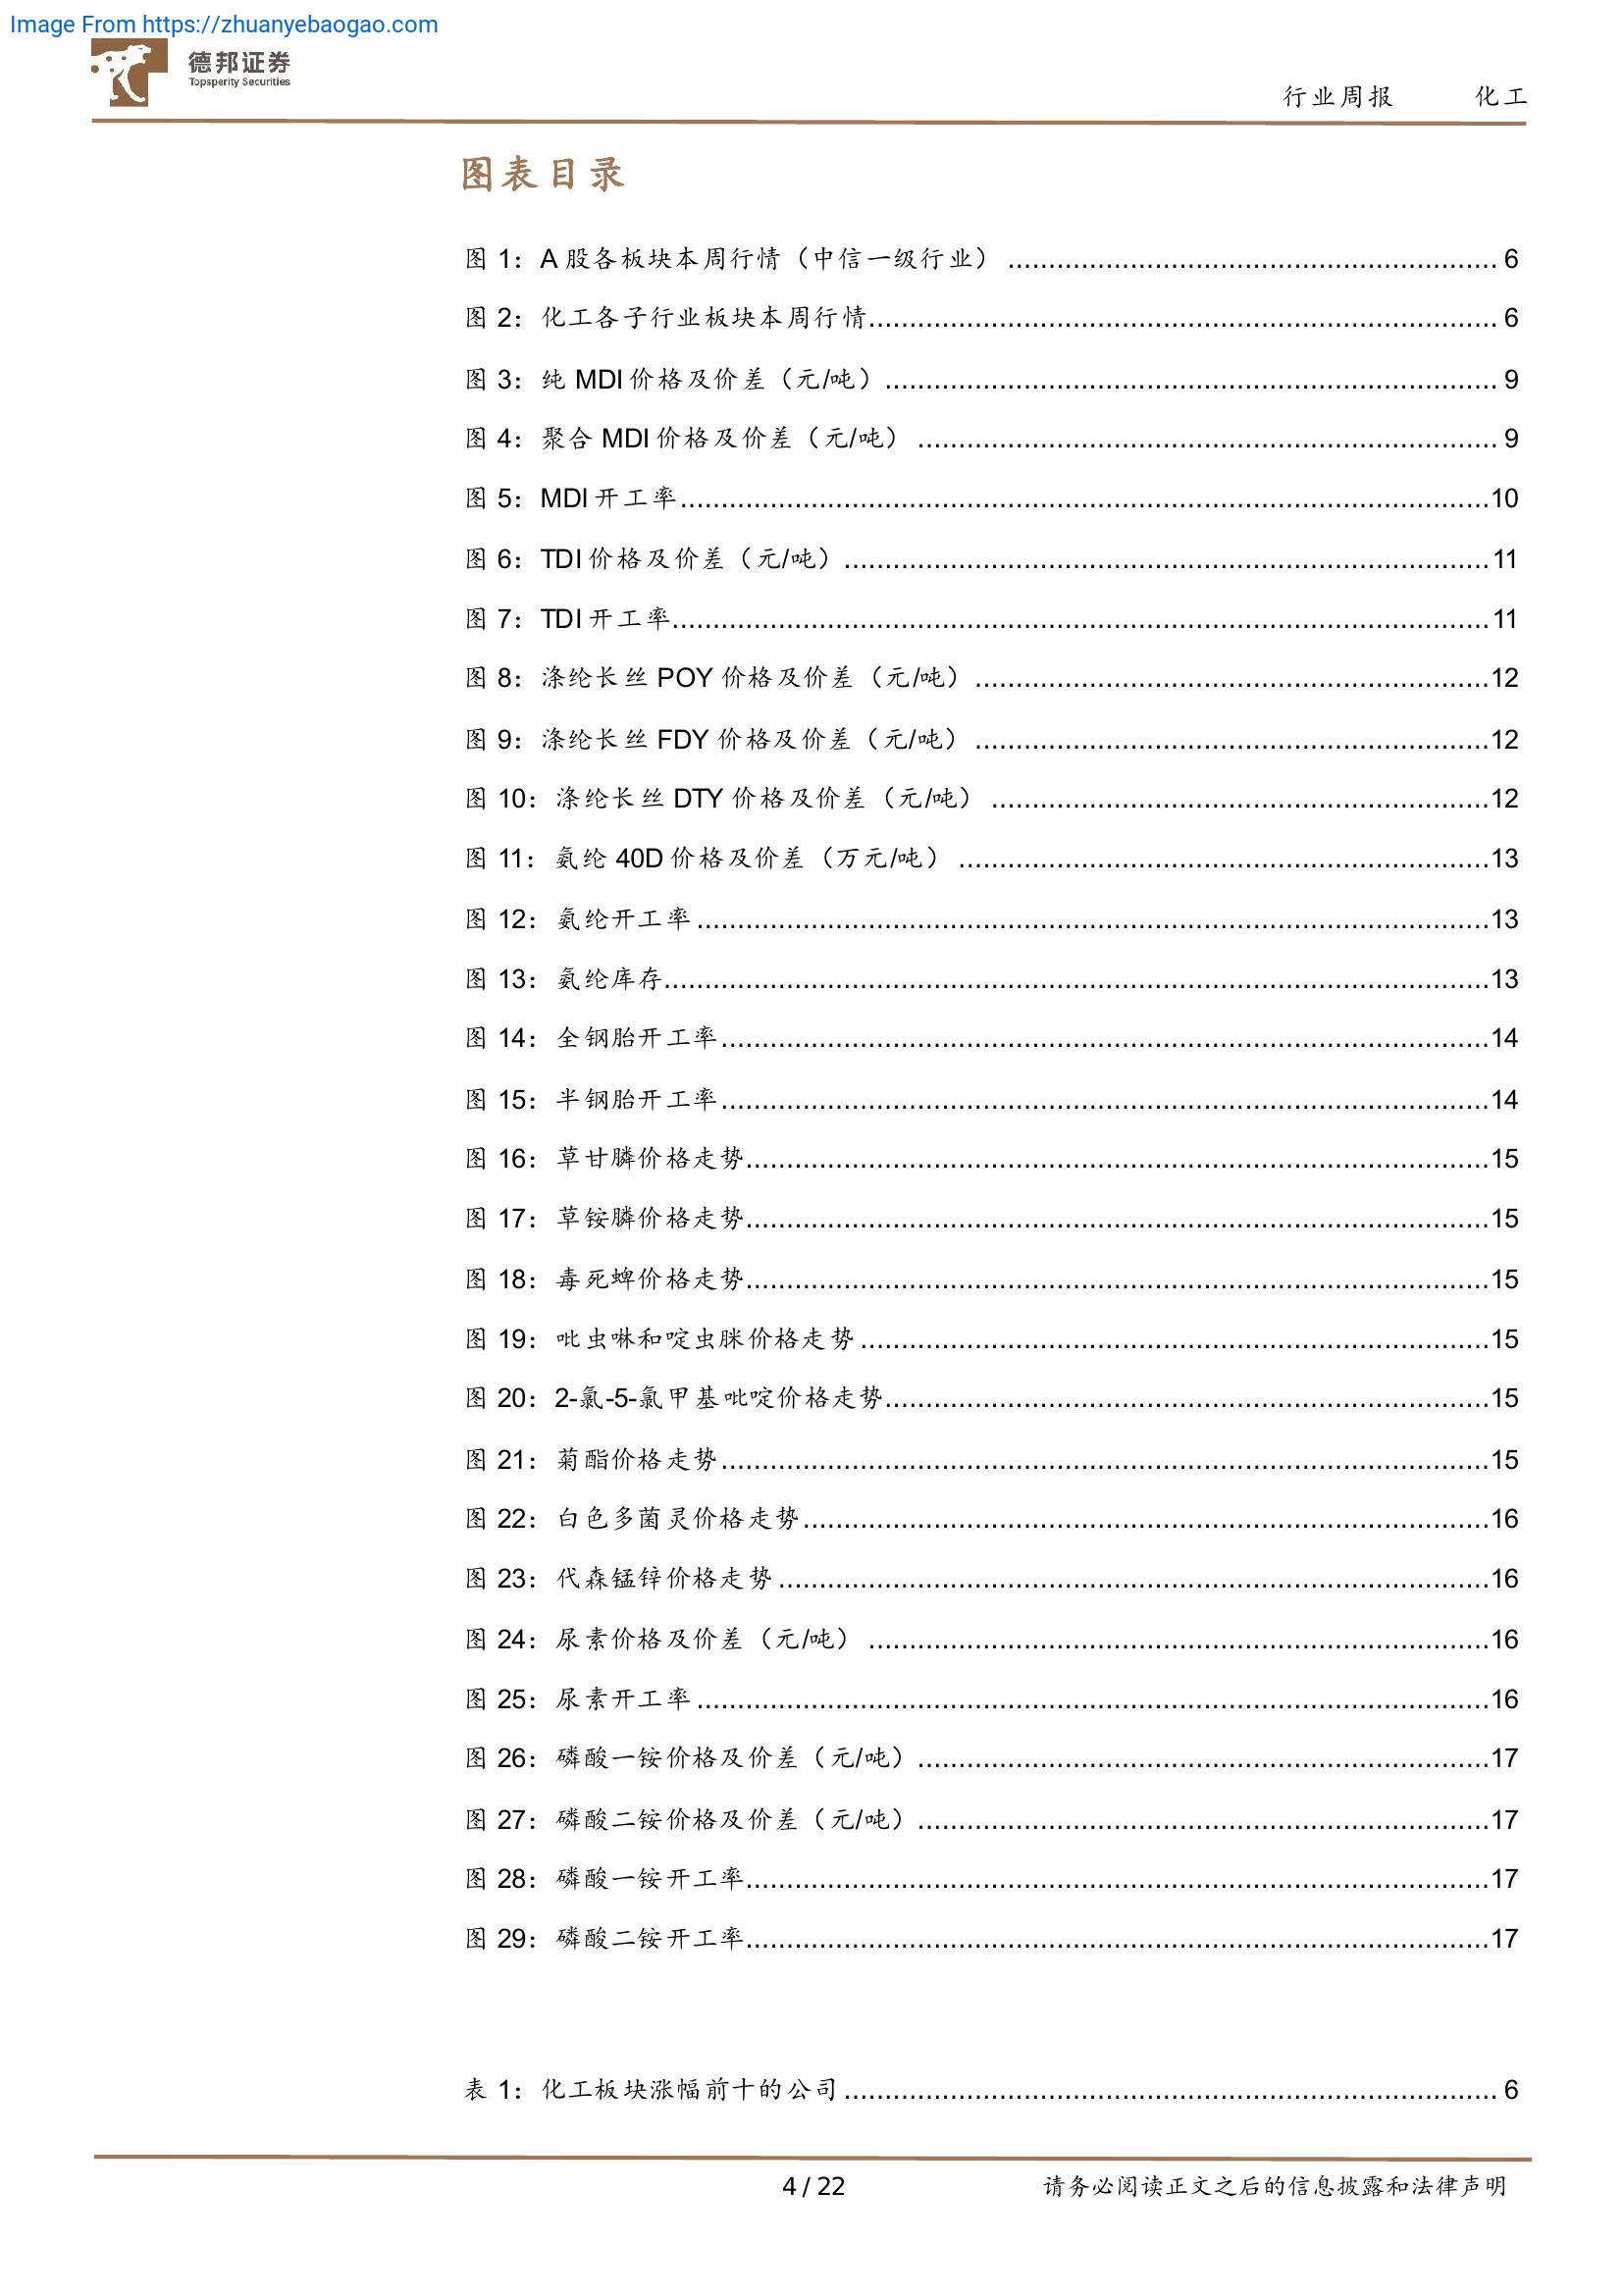 Image From https://zhuanyebaogao.com
德邦证券
Topsperity Securities
行业周报 化工
图表目录
图 1：A 股各板块本周行情（中信一级行业） ............................................................ 6
图 2：化工各子行业板块本周行情............................................................................. 6
图 3：纯 MDI 价格及价差（元/吨）........................................................................... 9
图 4：聚合 MDI 价格及价差（元/吨） ....................................................................... 9
图 5：MDI 开工率...................................................................................................10
图 6：TDI 价格及价差（元/吨）...............................................................................11
图 7：TDI 开工率....................................................................................................11
图 8：涤纶长丝 POY 价格及价差（元/吨） ...............................................................12
图 9：涤纶长丝 FDY 价格及价差（元/吨） ...............................................................12
图 10：涤纶长丝 DTY 价格及价差（元/吨） .............................................................12
图 11：氨纶 40D 价格及价差（万元/吨） .................................................................13
图 12：氨纶开工率 .................................................................................................13
图 13：氨纶库存.....................................................................................................13
图 14：全钢胎开工率..............................................................................................14
图 15：半钢胎开工率..............................................................................................14
图 16：草甘膦价格走势...........................................................................................15
图 17：草铵膦价格走势...........................................................................................15
图 18：毒死蜱价格走势...........................................................................................15
图 19：吡虫啉和啶虫脒价格走势 .............................................................................15
图 20：2-氯-5-氯甲基吡啶价格走势..........................................................................15
图 21：菊酯价格走势..............................................................................................15
图 22：白色多菌灵价格走势....................................................................................16
图 23：代森锰锌价格走势 .......................................................................................16
图 24：尿素价格及价差（元/吨） ............................................................................16
图 25：尿素开工率 .................................................................................................16
图 26：磷酸一铵价格及价差（元/吨）......................................................................17
图 27：磷酸二铵价格及价差（元/吨）......................................................................17
图 28：磷酸一铵开工率...........................................................................................17
图 29：磷酸二铵开工率...........................................................................................17
表 1：化工板块涨幅前十的公司................................................................................ 6
4 / 22 请务必阅读正文之后的信息披露和法律声明